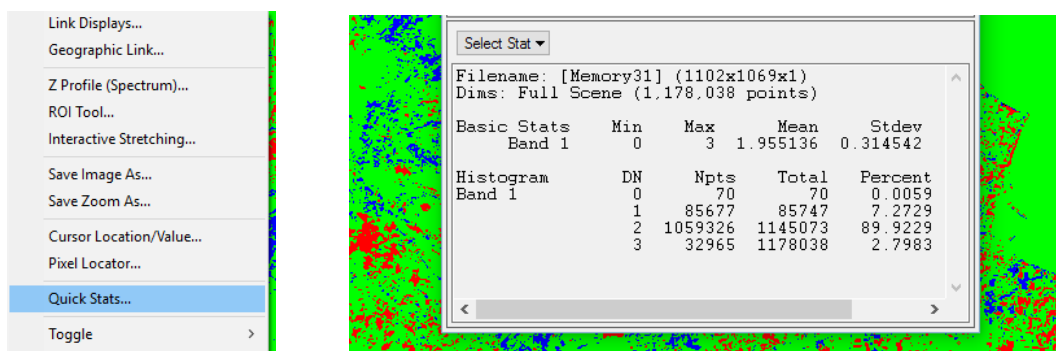 Link Displays...
Geographic Link...
Z Profile (Spectrum)...
ROI Tool...
Interactive Stretching...
Save Image As...
Save Zoom As...
Cursor Location/Value...
Pixel Locator...
Quick Stats...
Toggle >
Select Stat
Filename: [Memory31] (1102x1069x1)
Dims: Full Scene (1,178,038 points)
Basic Stats Min Max Mean Stdev
Band 1 0 3 1.955136 0.314542
Histogram DN Npts Total Percent
Band 1 0 70 70 0.0059
1 85677 85747 7.2729
2 1059326 1145073 89.9229
3 32965 1178038 2.7983